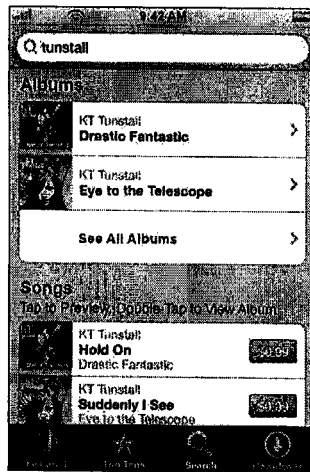 9:42 AM
tunstall
Albums
KT Tunstall
Drastic Fantastic
KT Tunstall
Eye to the Telescope
See All Albums
Songs
Tap to Preview, Double-Tap to View Album
KT Tunstall
Hold On
Drastic Fantastic
KT Tunstall
Suddenly I See
Eye to the Telescope
Search